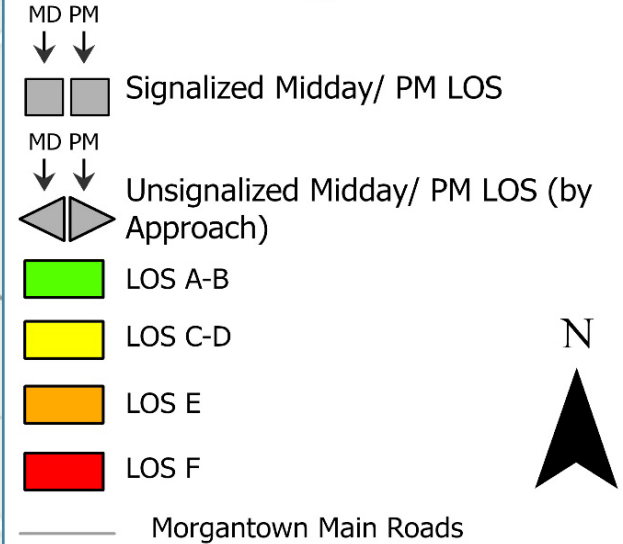 MD PM
Signalized Midday/ PM LOS
MD PM
Unsignalized Midday/ PM LOS (by
Approach)
LOS A-B
LOS C-D
N
LOS E
LOS F
Morgantown Main Roads